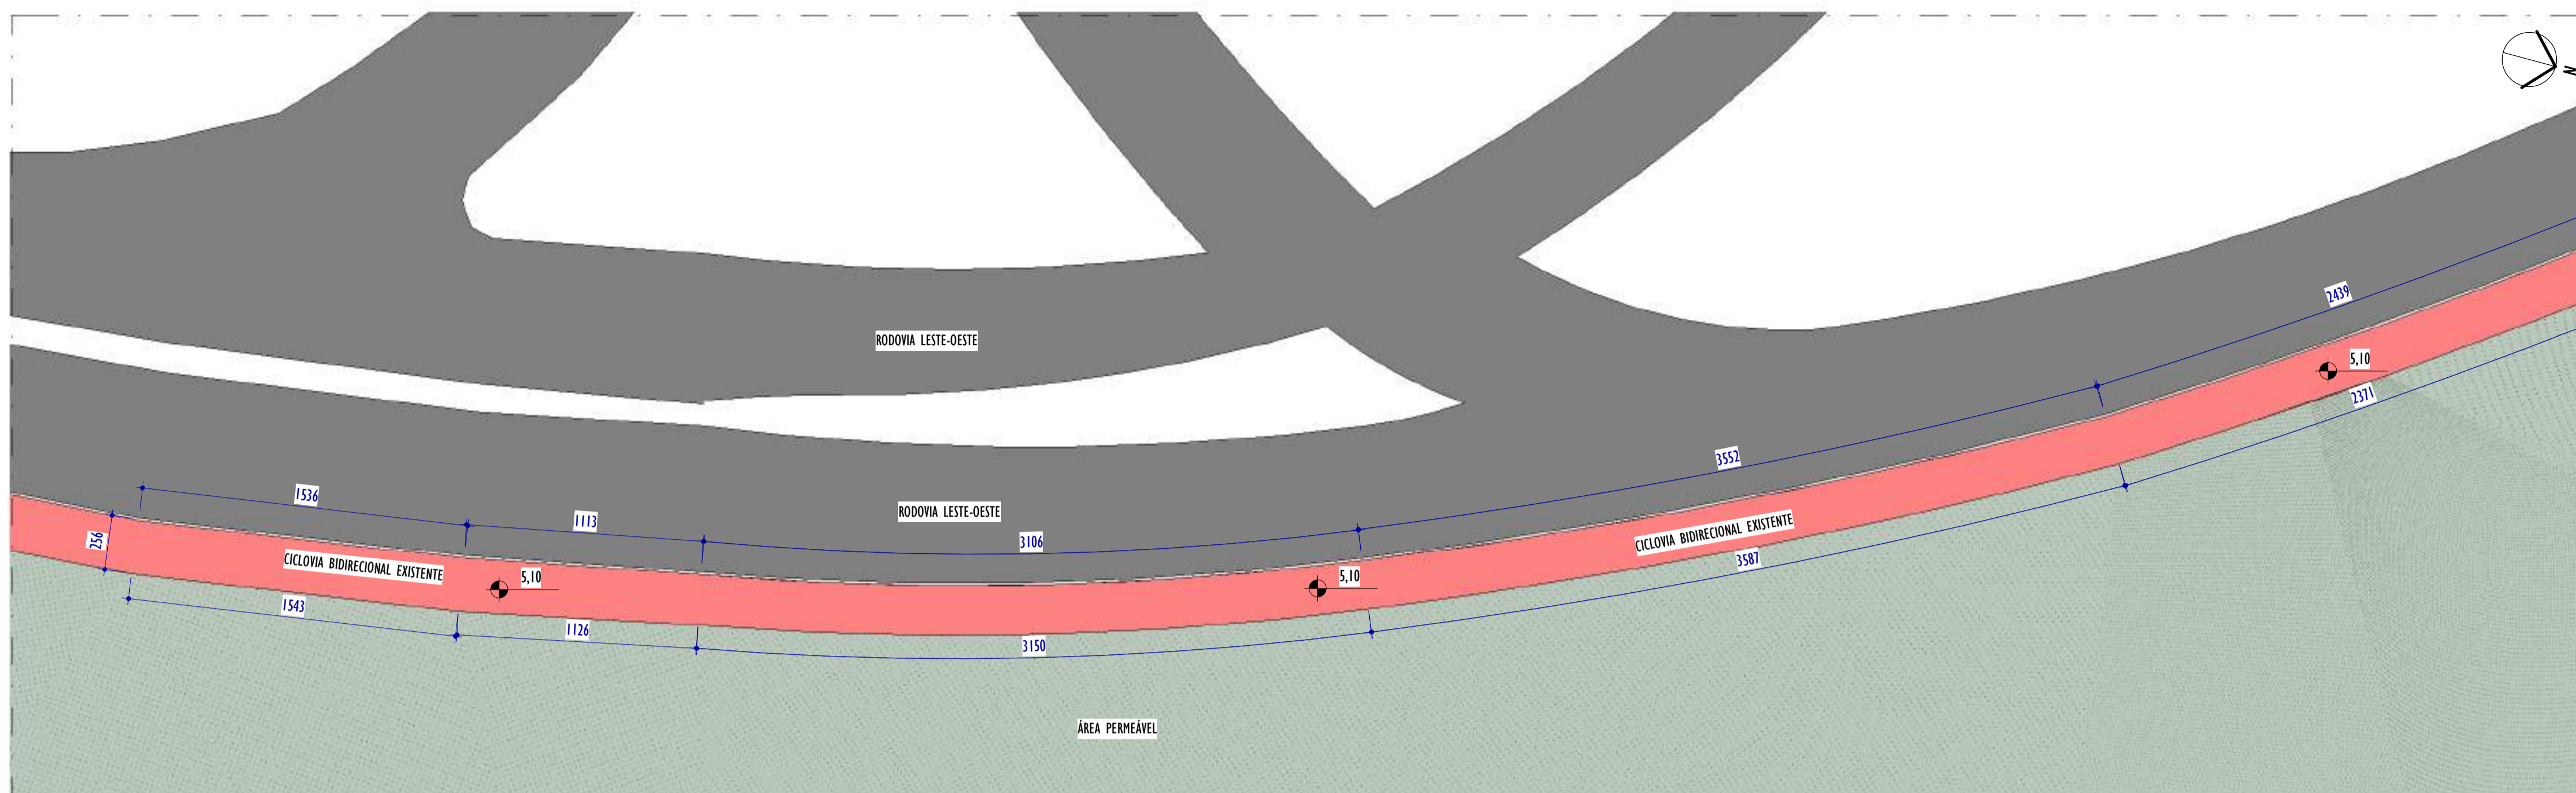 N
2439
5,10
2371
RODOVIA LESTE-OESTE
3552
1536
1113
RODOVIA LESTE-OESTE
3106
256
CICLOVIA BIDIRECIONAL EXISTENTE
5,10
5,10
CICLOVIA BIDIRECIONAL EXISTENTE
3587
1543
1126
3150
ÁREA PERMEÁVEL